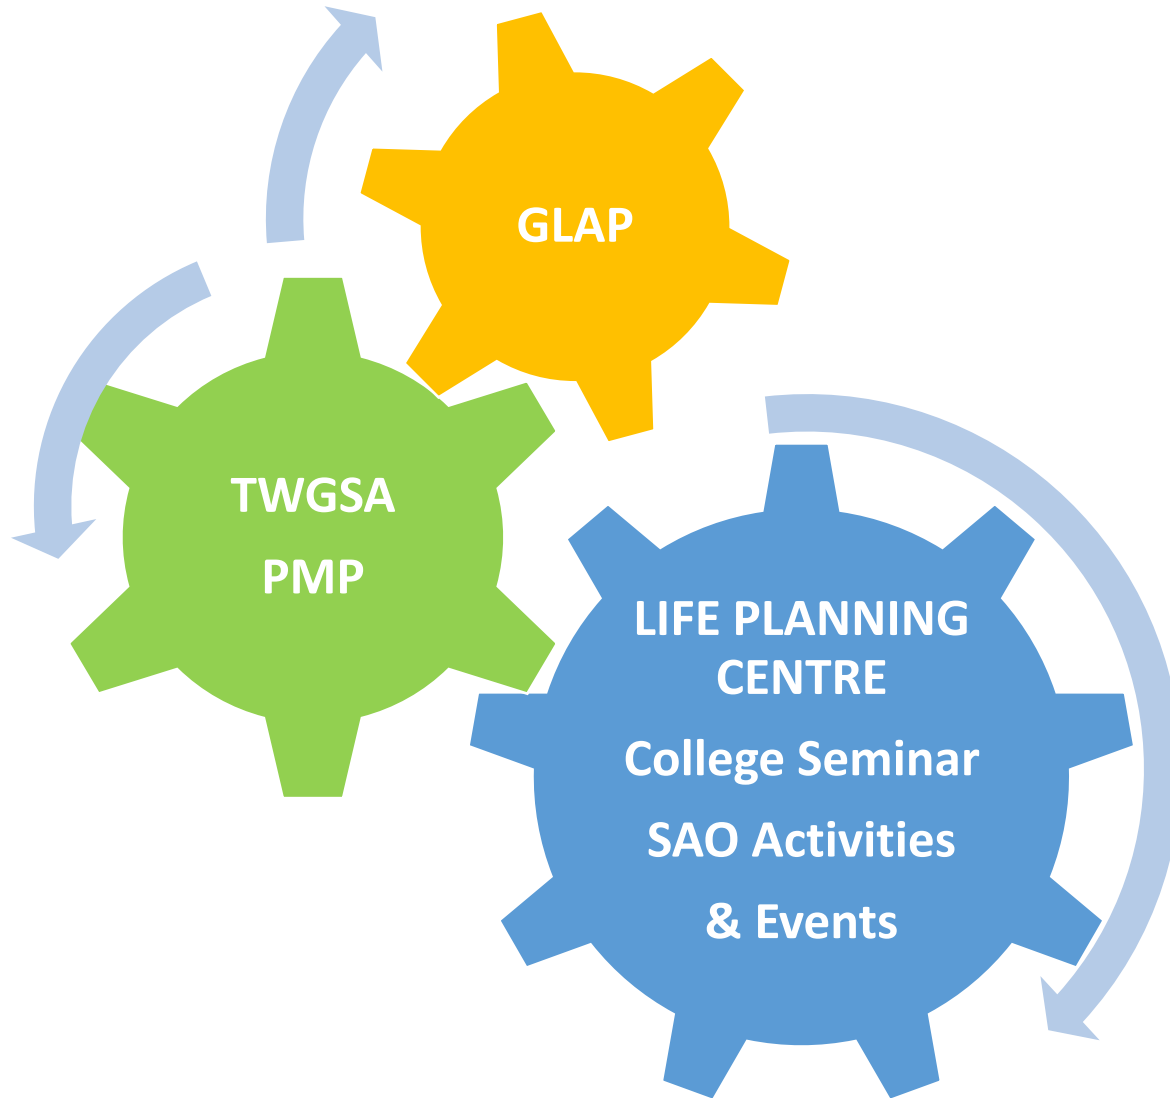 GLAP
TWGSA
PMP
LIFE PLANNING
CENTRE
College Seminar
SAO Activities
& Events